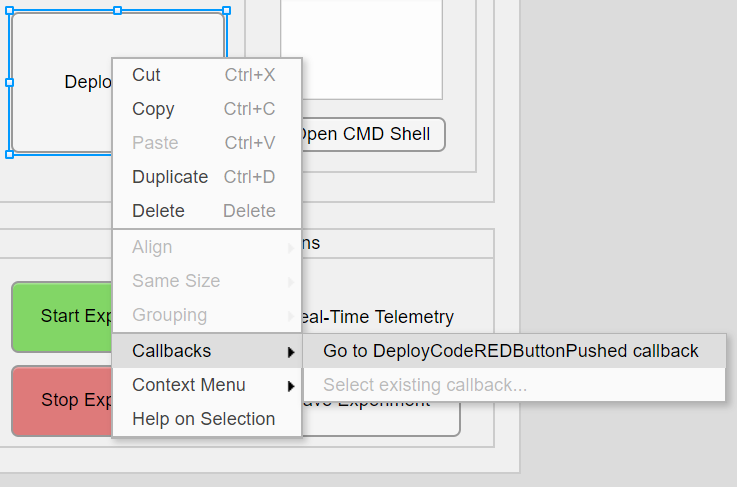 Deplo
Cut Ctrl+X
Copy Ctrl+C
Paste Ctrl+V
Duplicate Ctrl+D
Delete Delete
Align
Same Size
Grouping
Callbacks
Context Menu
Help on Selection
Open CMD Shell
ns
Start Exp
eal-Time Telemetry
Go to DeployCodeREDButtonPushed callback
Select existing callback...
Stop Exp
ave Experiment